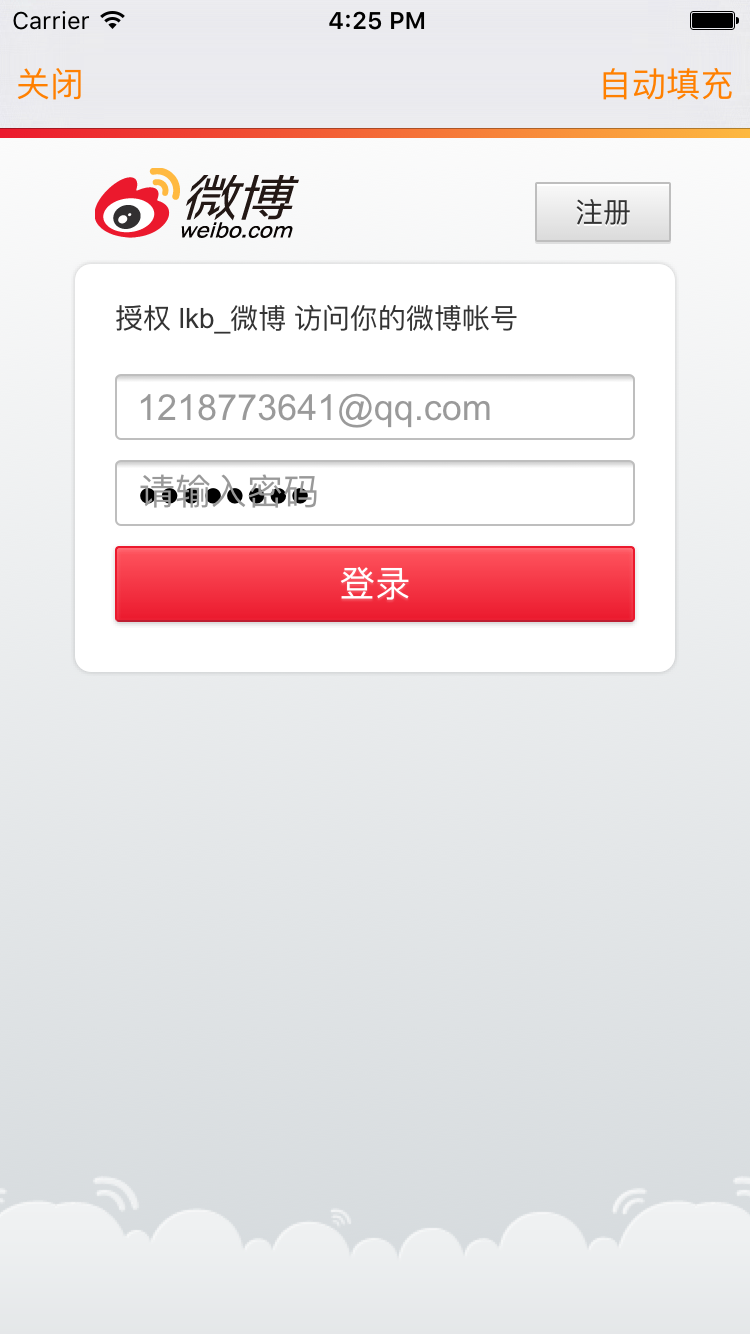 Carrier 4:25 PM
关闭 自动填充
微博
weibo.com
注册
授权 lkb_微博 访问你的微博帐号
1218773641@qq.com
请输入密码
登录